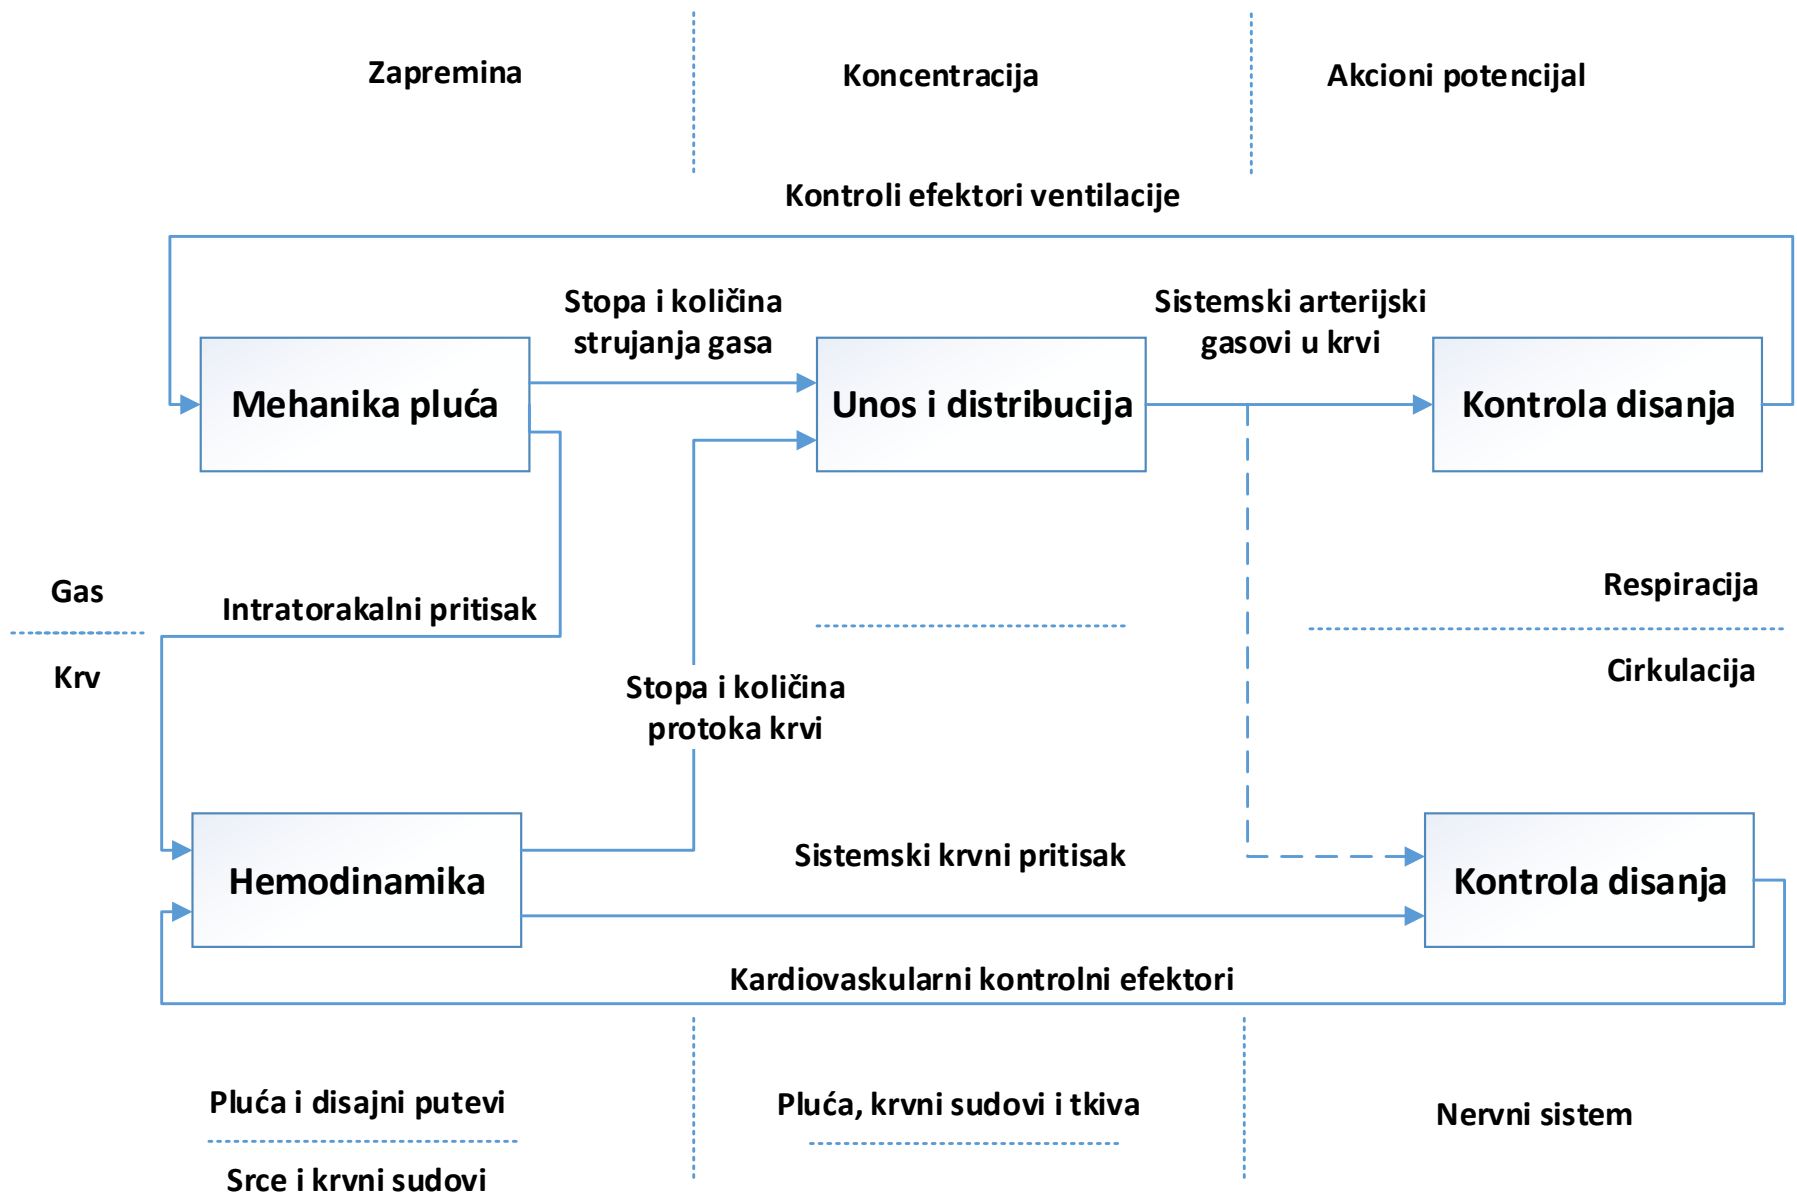 Zapremina
Koncentracija
Akcioni potencijal
Kontroli efektori ventilacije
Stopa i količina
strujanja gasa
Sistemski arterijski
gasovi u krvi
Mehanika pluća
Unos i distribucija
Kontrola disanja
Gas
Intratorakalni pritisak
Respiracija
Krv
Stopa i količina
protoka krvi
Cirkulacija
Hemodinamika
Sistemski krvni pritisak
Kontrola disanja
Kardiovaskularni kontrolni efektori
Pluća i disajni putevi
Srce i krvni sudovi
Pluća, krvni sudovi i tkiva
Nervni sistem